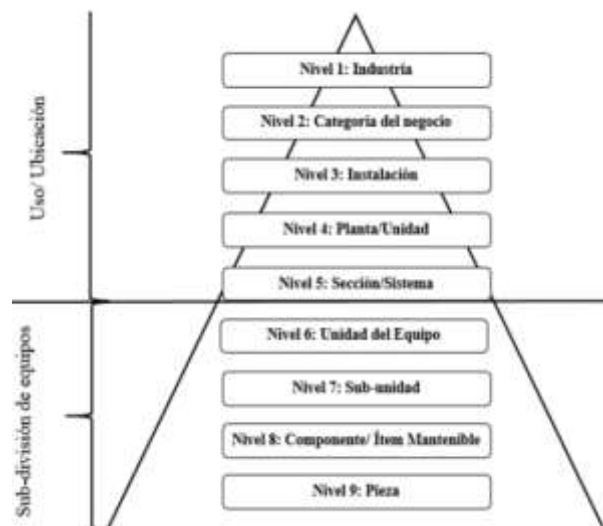 Uso/ Ubicación
Nivel 1: Industria
Nivel 2: Categoría del negocio
Nivel 3: Instalación
Nivel 4: Planta/Unidad
Nivel 5: Sección/Sistema
Sub-división de equipos
Nivel 6: Unidad del Equipo
Nivel 7: Sub-unidad
Nivel 8: Componente/ Ítem Mantenible
Nivel 9: Pieza